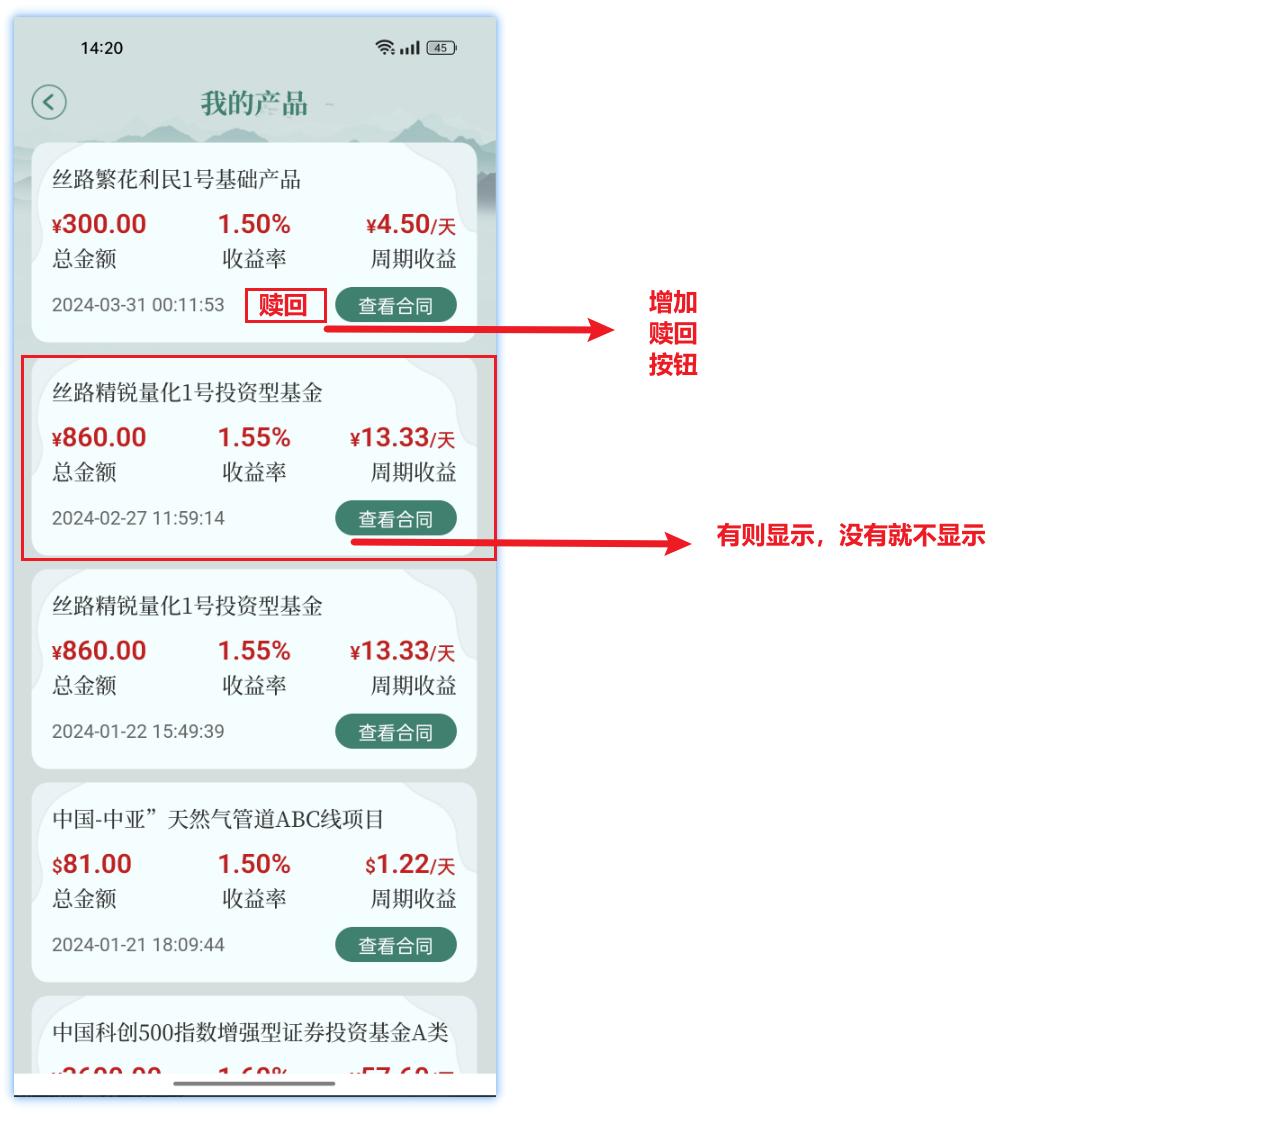 14:20
45
我的产品
丝路繁花利民1号基础产品
¥300.00 1.50% ¥4.50/天
总金额 收益率 周期收益
2024-03-31 00:11:53 赎回 查看合同
增加
赎回
按钮
丝路精锐量化1号投资型基金
¥860.00 1.55% ¥13.33/天
总金额 收益率 周期收益
2024-02-27 11:59:14 查看合同
有则显示，没有就不显示
丝路精锐量化1号投资型基金
¥860.00 1.55% ¥13.33/天
总金额 收益率 周期收益
2024-01-22 15:49:39 查看合同
中国-中亚”天然气管道ABC线项目
$81.00 1.50% $1.22/天
总金额 收益率 周期收益
2024-01-21 18:09:44 查看合同
中国科创500指数增强型证券投资基金A类